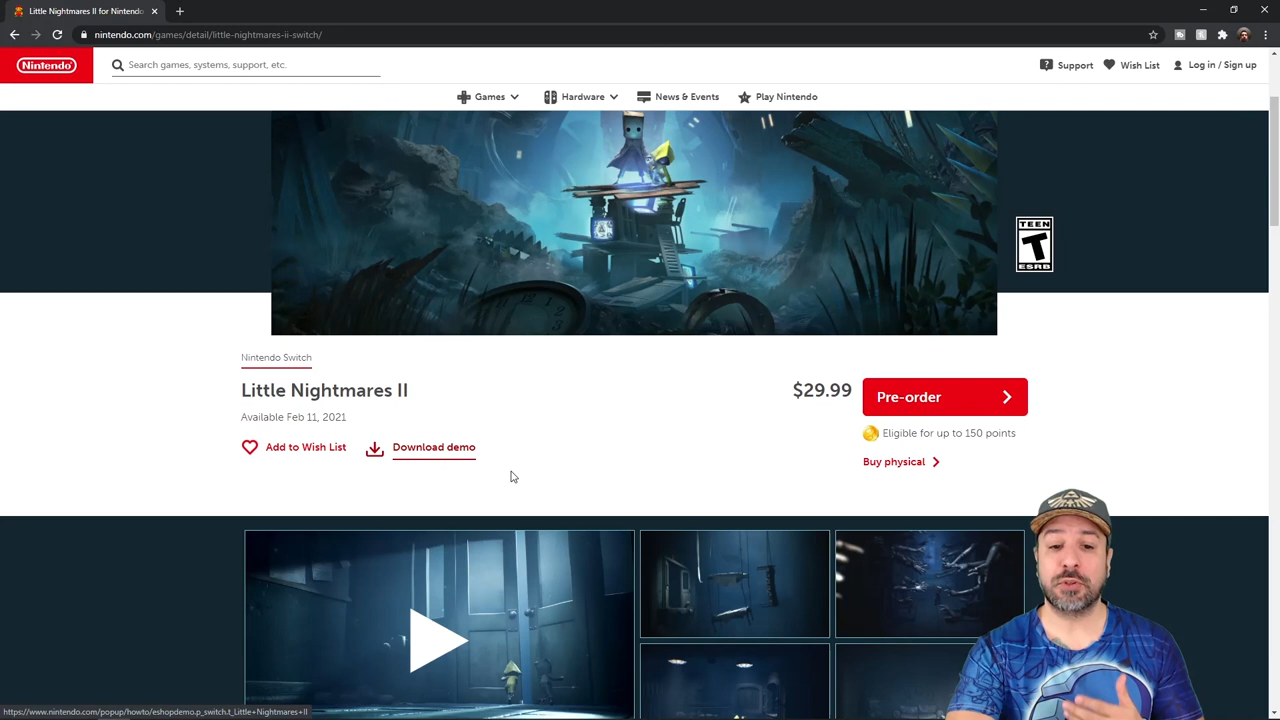 Little Nightmares II for Nintendo
nintendo.com/games/detail/little-nightmares-ii-switch/
Nintendo
Search games, systems, support, etc.
Support
Wish List
Log in / Sign up
Games
Hardware
News & Events
Play Nintendo
TEEN
T
ESRB
Nintendo Switch
Little Nightmares II
$29.99
Pre-order
Available Feb 11, 2021
Eligible for up to 150 points
Add to Wish List
Download demo
Buy physical
https://www.nintendo.com/popup/howto/eshopdemo.p_switch.t_Little+Nightmares+II